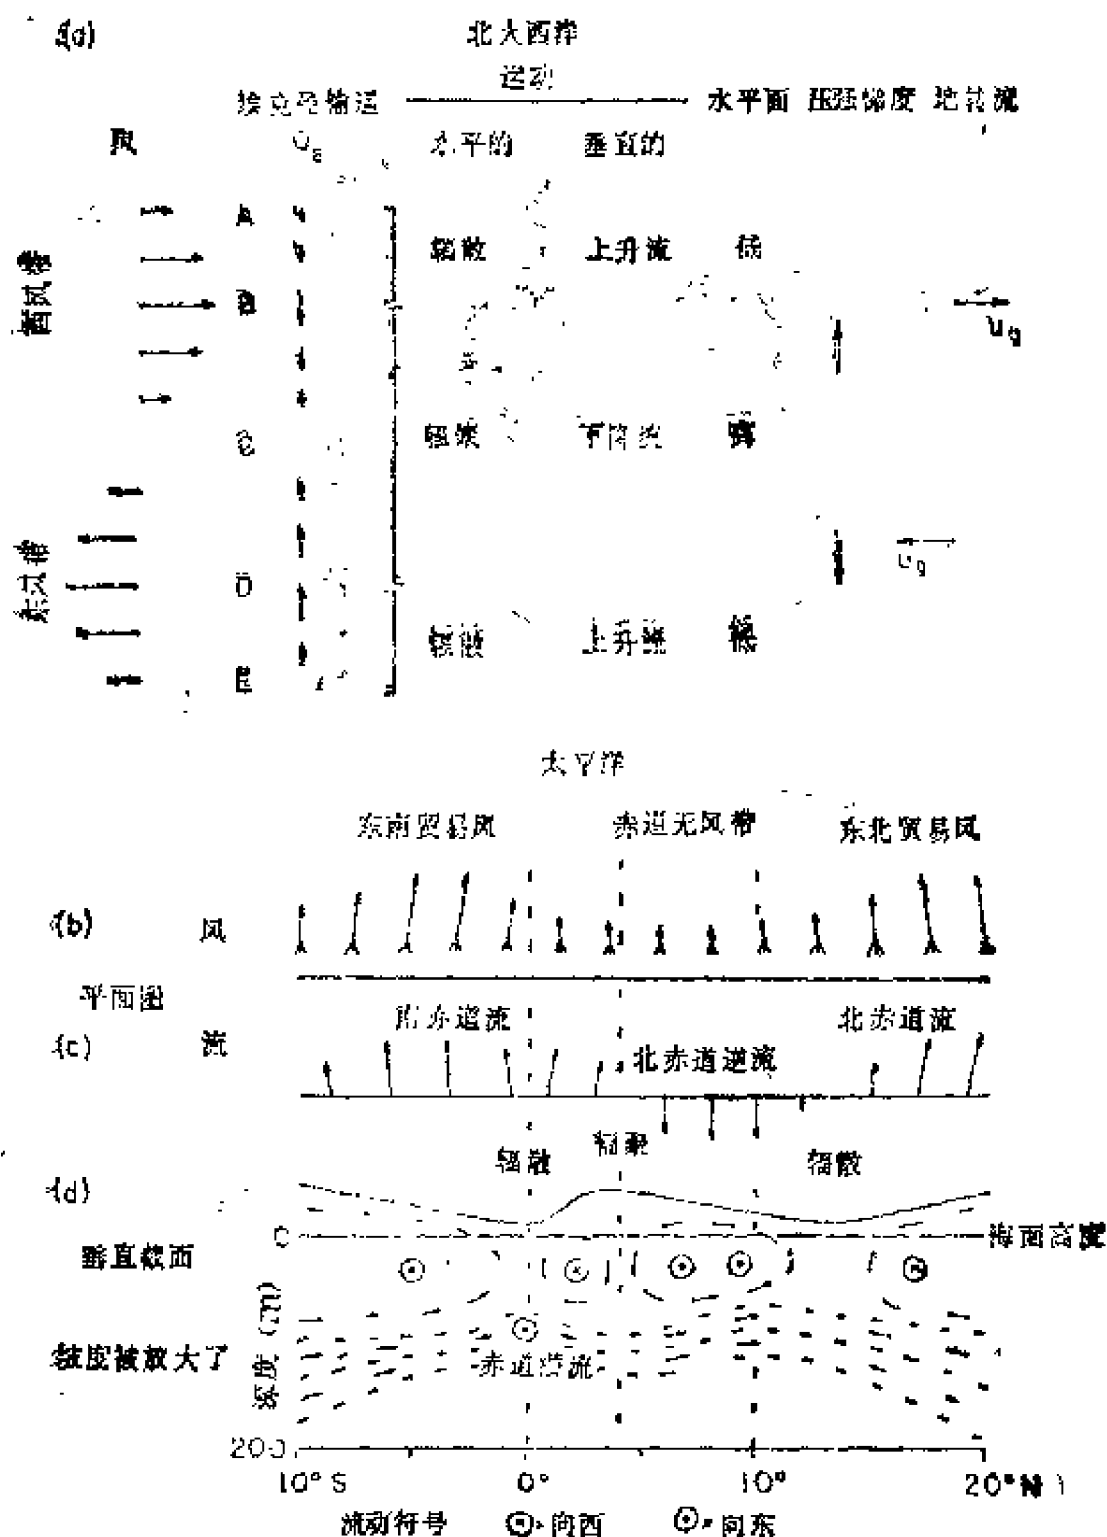 (a)
北大西洋
运动
埃克曼输运
水平面 压强梯度 地转流
风
水平的
垂直的
西风带
A
辐散
上升流
低
B
u_g
C
辐聚
下降流
高
东风带
D
u_g
E
辐散
上升流
低
太平洋
东南贸易风
赤道无风带
东北贸易风
(b)
风
平面图
(c)
流
南赤道流
北赤道逆流
北赤道流
辐散
辐聚
辐散
(d)
垂直截面
0
海面高度
坡度被放大了
深度(m)
赤道潜流
200
10°S
0°
10°
20°N
流动符号
向西
向东